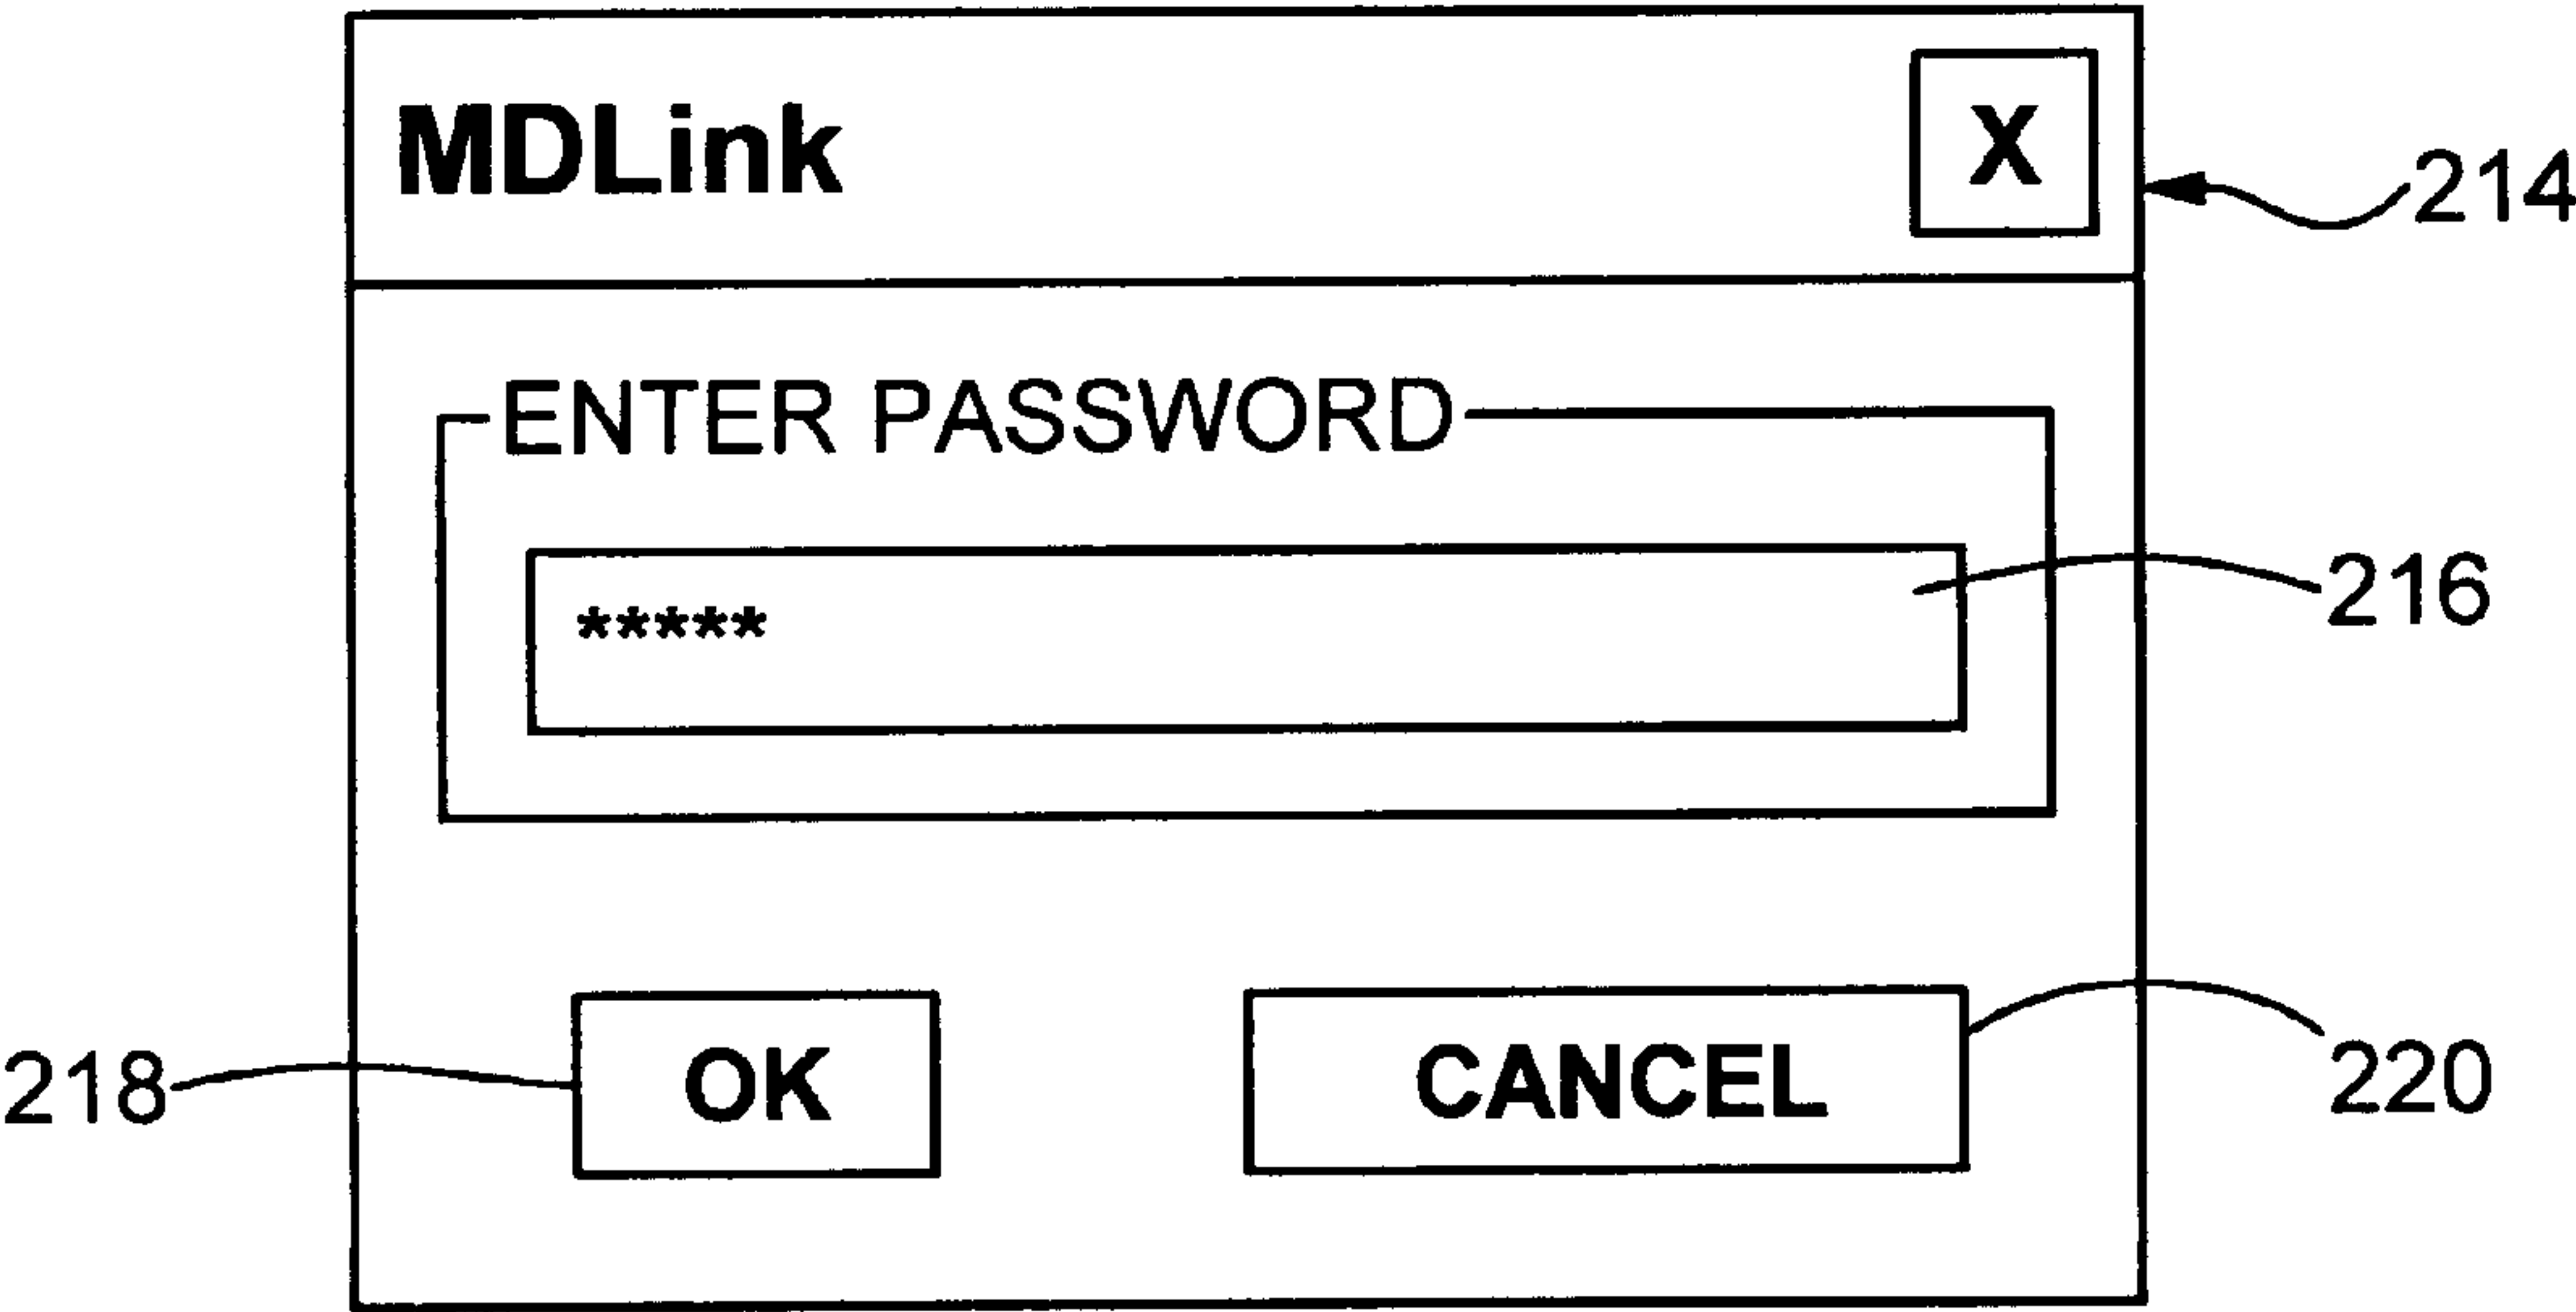 MDLink X
214
ENTER PASSWORD
*****
216
218 OK CANCEL 220